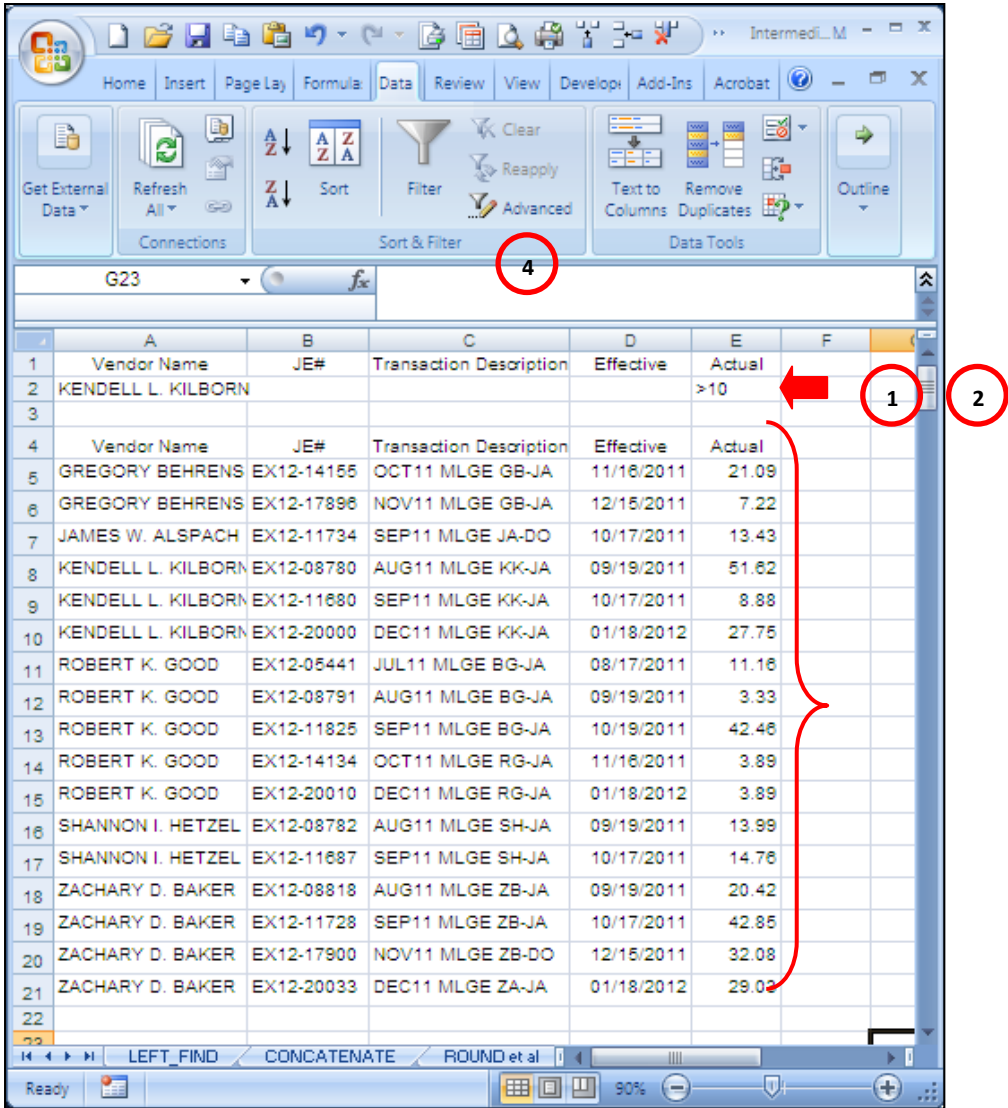 Intermedi...M
Home Insert Page Lay Formula: Data Review View Develop Add-Ins Acrobat
Get External Data
Refresh All
Connections
A Z
Z A
A Z Z A
Sort
Filter
Clear
Reapply
Advanced
Sort & Filter
Text to Columns
Remove Duplicates
Data Tools
Outline
4
G23 fx
A B C D E F
1 Vendor Name JE# Transaction Description Effective Actual
2 KENDELL L. KILBORN >10
1 2
3
4 Vendor Name JE# Transaction Description Effective Actual
5 GREGORY BEHRENS EX12-14155 OCT11 MLGE GB-JA 11/16/2011 21.09
6 GREGORY BEHRENS EX12-17896 NOV11 MLGE GB-JA 12/15/2011 7.22
7 JAMES W. ALSPACH EX12-11734 SEP11 MLGE JA-DO 10/17/2011 13.43
8 KENDELL L. KILBORN EX12-08780 AUG11 MLGE KK-JA 09/19/2011 51.62
9 KENDELL L. KILBORN EX12-11680 SEP11 MLGE KK-JA 10/17/2011 8.88
10 KENDELL L. KILBORN EX12-20000 DEC11 MLGE KK-JA 01/18/2012 27.75
11 ROBERT K. GOOD EX12-05441 JUL11 MLGE BG-JA 08/17/2011 11.16
12 ROBERT K. GOOD EX12-08791 AUG11 MLGE BG-JA 09/19/2011 3.33
13 ROBERT K. GOOD EX12-11825 SEP11 MLGE BG-JA 10/19/2011 42.46
14 ROBERT K. GOOD EX12-14134 OCT11 MLGE RG-JA 11/16/2011 3.89
15 ROBERT K. GOOD EX12-20010 DEC11 MLGE RG-JA 01/18/2012 3.89
16 SHANNON I. HETZEL EX12-08782 AUG11 MLGE SH-JA 09/19/2011 13.99
17 SHANNON I. HETZEL EX12-11687 SEP11 MLGE SH-JA 10/17/2011 14.76
18 ZACHARY D. BAKER EX12-08818 AUG11 MLGE ZB-JA 09/19/2011 20.42
19 ZACHARY D. BAKER EX12-11728 SEP11 MLGE ZB-JA 10/17/2011 42.85
20 ZACHARY D. BAKER EX12-17900 NOV11 MLGE ZB-DO 12/15/2011 32.08
21 ZACHARY D. BAKER EX12-20033 DEC11 MLGE ZA-JA 01/18/2012 29.02
22
23
LEFT_FIND CONCATENATE ROUND et al
Ready 90%